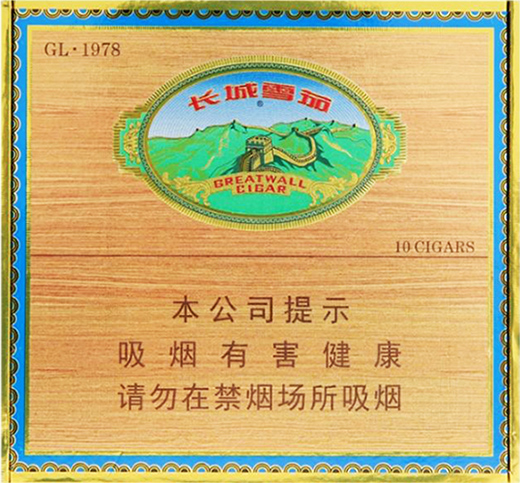 GL·1978
长城雪茄
®
GREATWALL
CIGAR
10 CIGARS
本公司提示
吸烟有害健康
请勿在禁烟场所吸烟